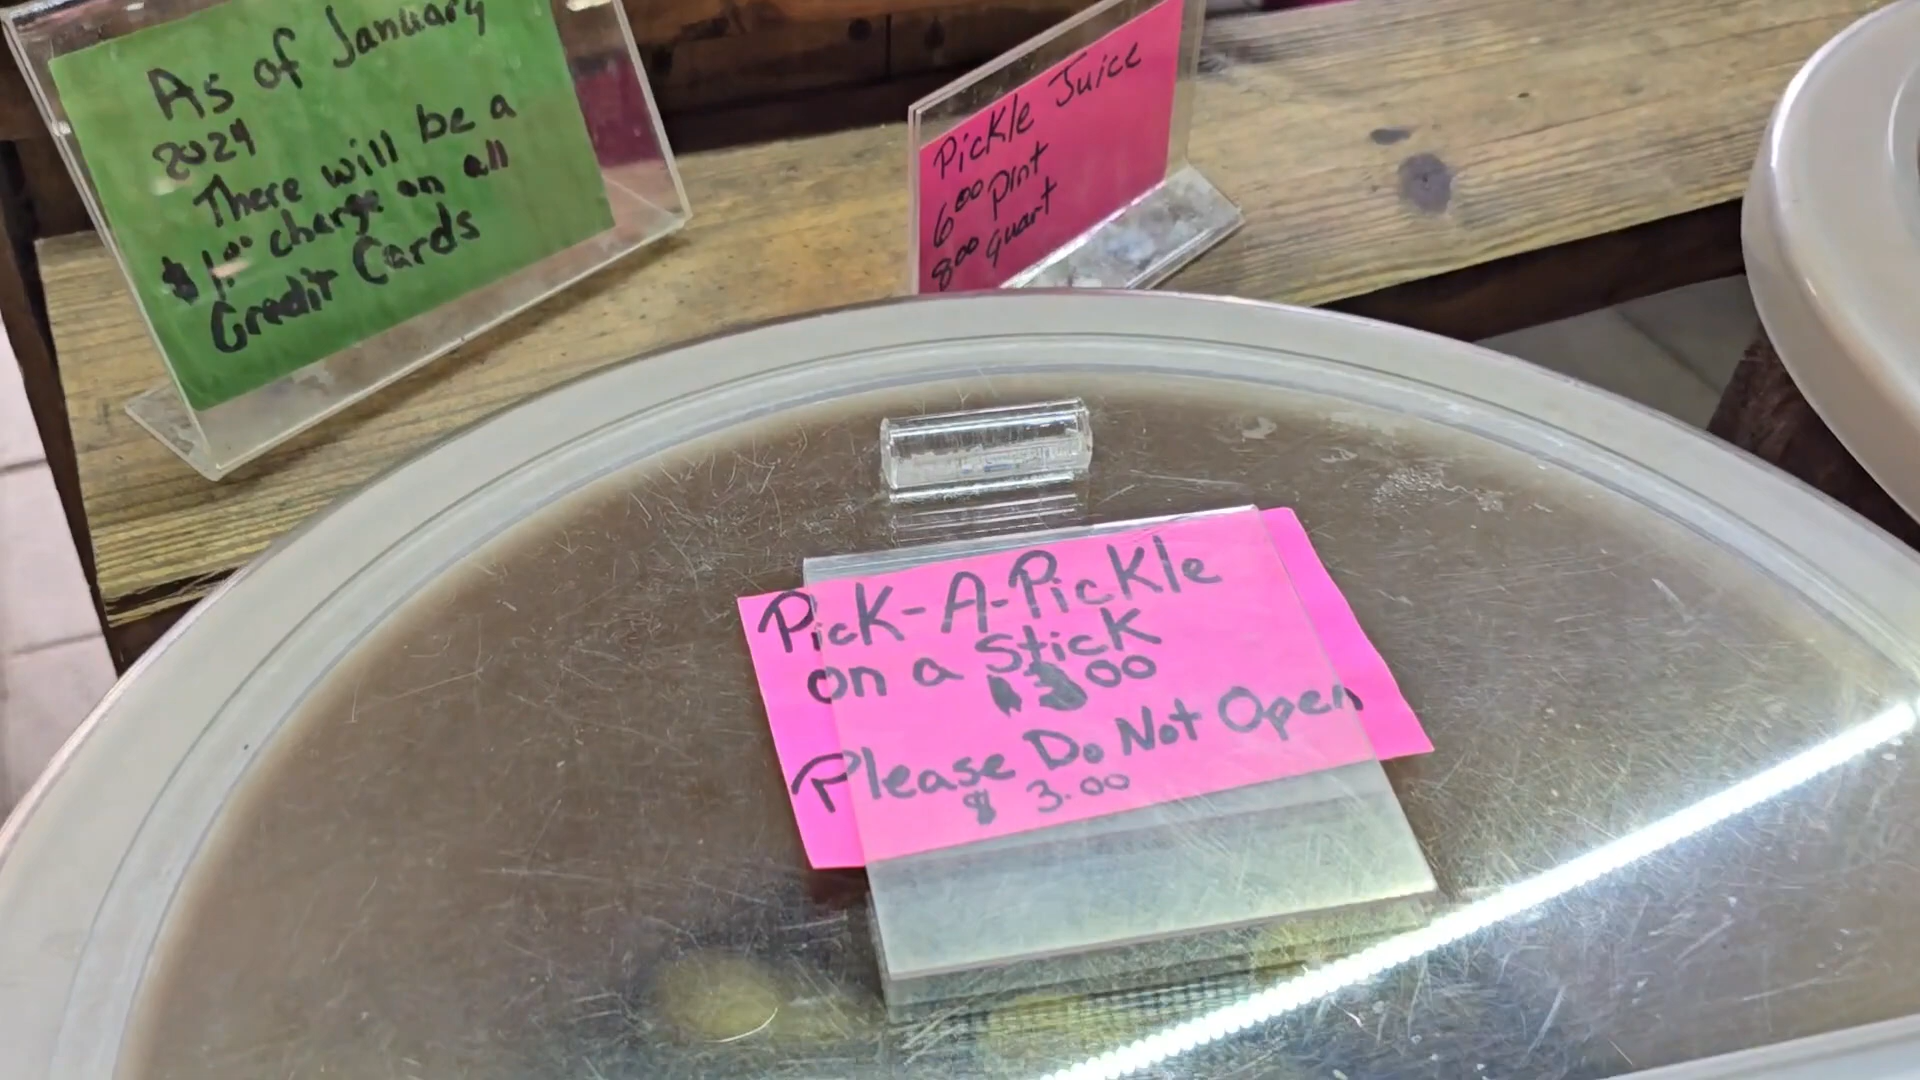 As of January
2024
There will be a
$1.00 charge on all
Credit Cards
Pickle Juice
6 00 pint
8 00 quart
Pick-A-Pickle
on a Stick
00
Please Do Not Open
$ 3.00